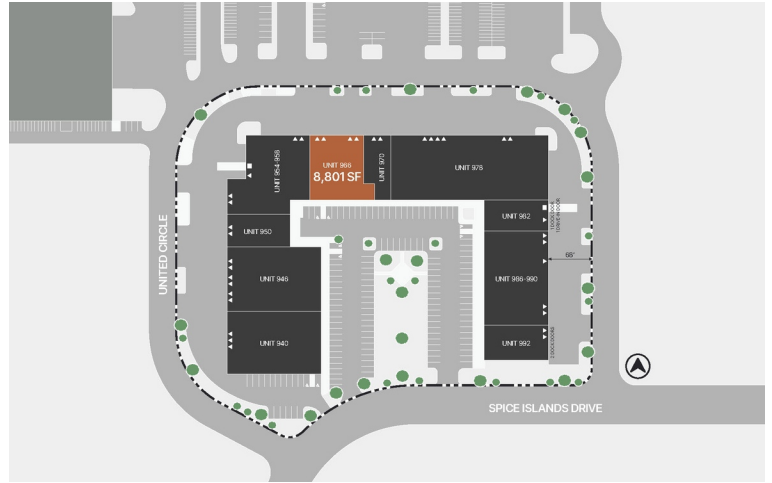 UNIT 954-958
UNIT 966
8,801 SF
UNIT 970
UNIT 978
UNIT 950
UNIT 982
UNITED CIRCLE
68'
UNIT 946
UNIT 986-990
UNIT 940
UNIT 992
SPICE ISLANDS DRIVE